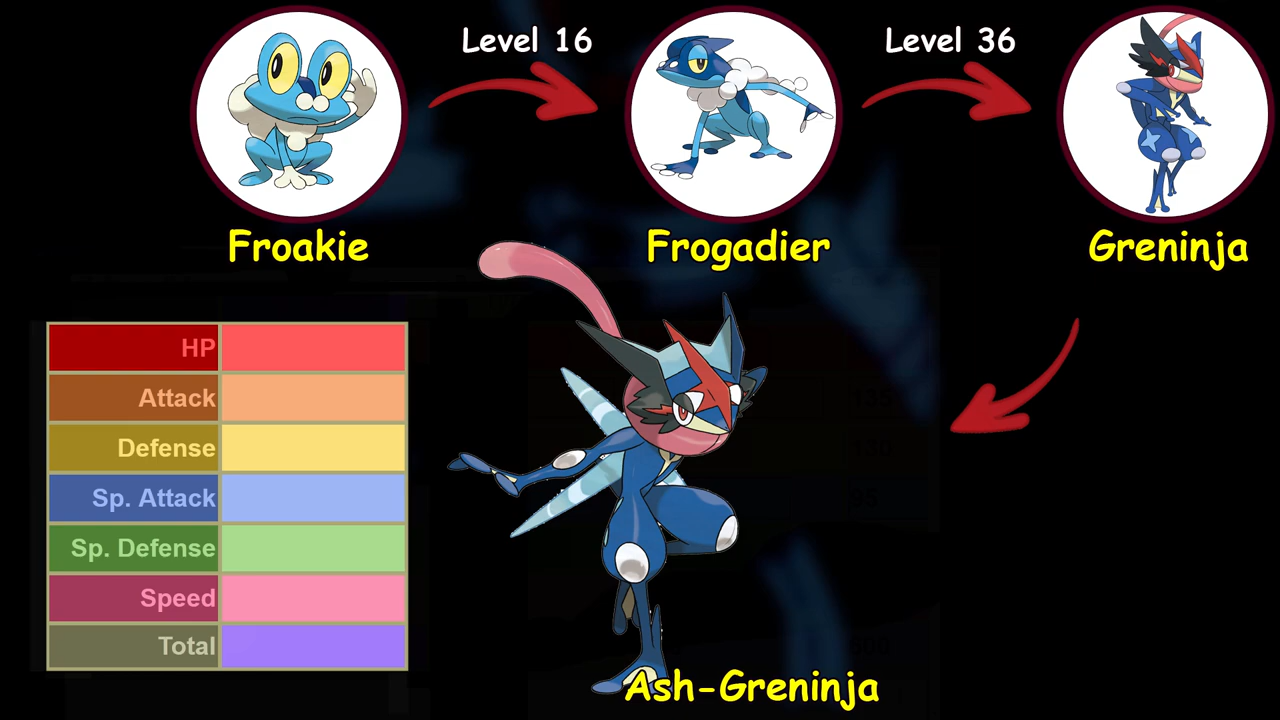 Level 16
Level 36
Froakie
Frogadier
Greninja
HP
Attack
Defense
Sp. Attack
Sp. Defense
Speed
Total
Ash-Greninja